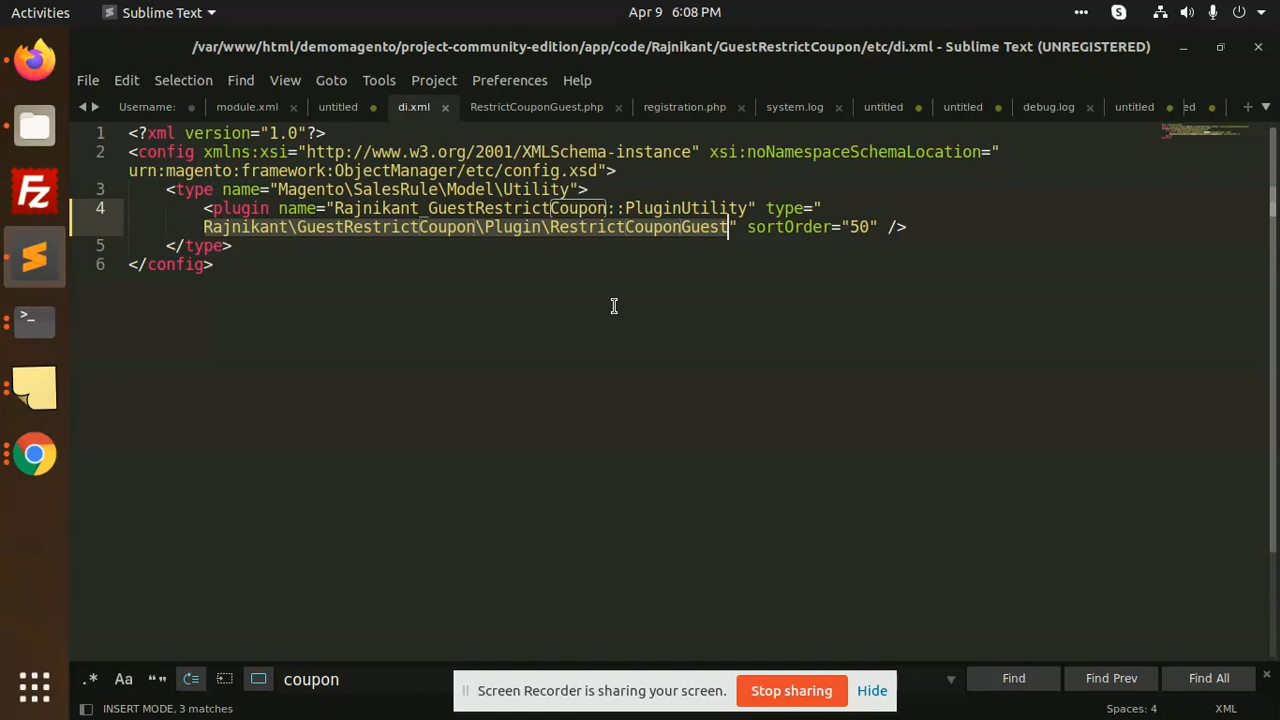 Activities
Sublime Text
Apr 9 6:08 PM
/var/www/html/demomagento/project-community-edition/app/code/Rajnikant/GuestRestrictCoupon/etc/di.xml - Sublime Text (UNREGISTERED)
File Edit Selection Find View Goto Tools Project Preferences Help
Username: module.xml untitled di.xml RestrictCouponGuest.php registration.php system.log untitled untitled debug.log untitled ed
1 <?xml version="1.0"?>
2 <config xmlns:xsi="http://www.w3.org/2001/XMLSchema-instance" xsi:noNamespaceSchemaLocation="
urn:magento:framework:ObjectManager/etc/config.xsd">
3 <type name="Magento\SalesRule\Model\Utility">
4 <plugin name="Rajnikant_GuestRestrictCoupon::PluginUtility" type="
Rajnikant\GuestRestrictCoupon\Plugin\RestrictCouponGuest" sortOrder="50" />
5 </type>
6 </config>
.* Aa “” coupon Find Find Prev Find All
Screen Recorder is sharing your screen. Stop sharing Hide
INSERT MODE, 3 matches
Spaces: 4 XML